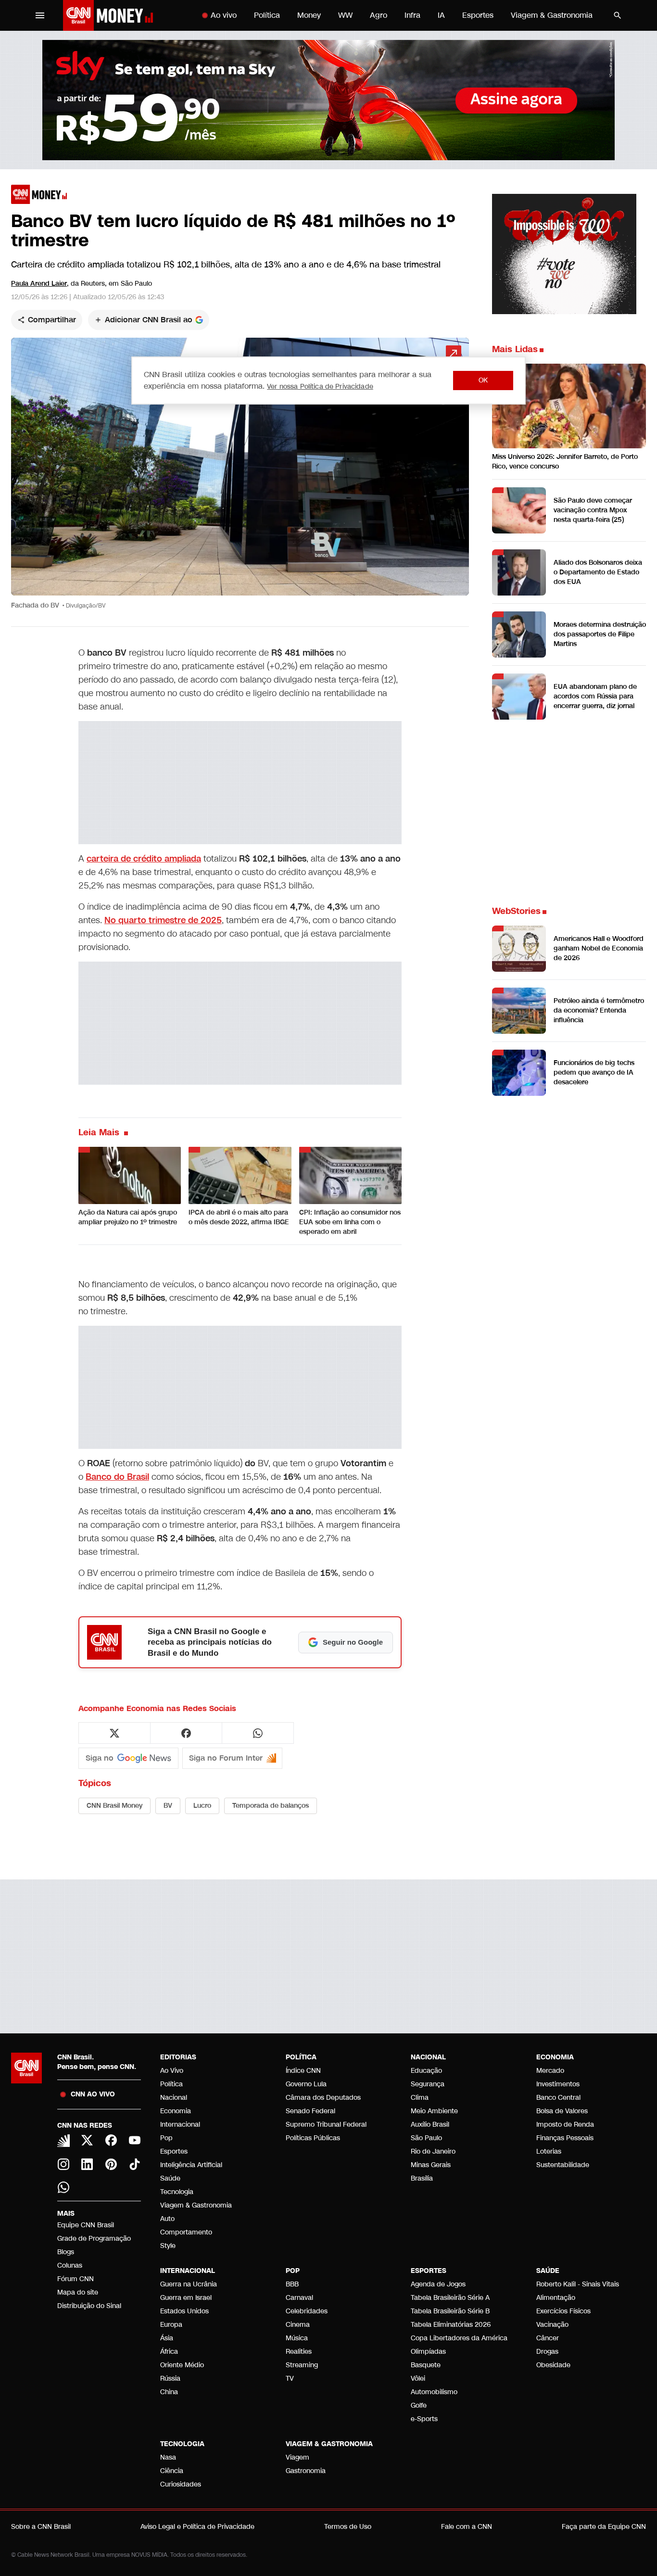 CNN Brasil MONEY
Ao vivo
Política
Money
WW
Agro
Infra
IA
Esportes
Viagem & Gastronomia
sky Se tem gol, tem na Sky
a partir de:
R$59,90 /mês
Assine agora
CNN BRASIL MONEY
Banco BV tem lucro líquido de R$ 481 milhões no 1º
trimestre
Carteira de crédito ampliada totalizou R$ 102,1 bilhões, alta de 13% ano a ano e de 4,6% na base trimestral
Paula Arend Laier, da Reuters, em São Paulo
12/05/26 às 12:26 | Atualizado 12/05/26 às 12:43
Compartilhar
Adicionar CNN Brasil ao
CNN Brasil utiliza cookies e outras tecnologias semelhantes para melhorar a sua
experiência em nossa plataforma. Ver nossa Política de Privacidade
OK
BV
banco
Fachada do BV • Divulgação/BV
O banco BV registrou lucro líquido recorrente de R$ 481 milhões no
primeiro trimestre do ano, praticamente estável (+0,2%) em relação ao mesmo
período do ano passado, de acordo com balanço divulgado nesta terça-feira (12),
que mostrou aumento no custo do crédito e ligeiro declínio na rentabilidade na
base anual.
A carteira de crédito ampliada totalizou R$ 102,1 bilhões, alta de 13% ano a ano
e de 4,6% na base trimestral, enquanto o custo do crédito avançou 48,9% e
25,2% nas mesmas comparações, para quase R$1,3 bilhão.
O índice de inadimplência acima de 90 dias ficou em 4,7%, de 4,3% um ano
antes. No quarto trimestre de 2025, também era de 4,7%, com o banco citando
impacto no segmento do atacado por caso pontual, que já estava parcialmente
provisionado.
Leia Mais
Ação da Natura cai após grupo
ampliar prejuízo no 1º trimestre
IPCA de abril é o mais alto para
o mês desde 2022, afirma IBGE
CPI: Inflação ao consumidor nos
EUA sobe em linha com o
esperado em abril
No financiamento de veículos, o banco alcançou novo recorde na originação, que
somou R$ 8,5 bilhões, crescimento de 42,9% na base anual e de 5,1%
no trimestre.
O ROAE (retorno sobre patrimônio líquido) do BV, que tem o grupo Votorantim e
o Banco do Brasil como sócios, ficou em 15,5%, de 16% um ano antes. Na
base trimestral, o resultado significou um acréscimo de 0,4 ponto percentual.
As receitas totais da instituição cresceram 4,4% ano a ano, mas encolheram 1%
na comparação com o trimestre anterior, para R$3,1 bilhões. A margem financeira
bruta somou quase R$ 2,4 bilhões, alta de 0,4% no ano e de 2,7% na
base trimestral.
O BV encerrou o primeiro trimestre com índice de Basileia de 15%, sendo o
índice de capital principal em 11,2%.
CNN BRASIL
Siga a CNN Brasil no Google e
receba as principais notícias do
Brasil e do Mundo
Seguir no Google
Acompanhe Economia nas Redes Sociais
Siga no Google News
Siga no Forum Inter
Tópicos
CNN Brasil Money
BV
Lucro
Temporada de balanços
Impossible is W
#vote we no
Mais Lidas
Miss Universo 2026: Jennifer Barreto, de Porto
Rico, vence concurso
São Paulo deve começar
vacinação contra Mpox
nesta quarta-feira (25)
Aliado dos Bolsonaros deixa
o Departamento de Estado
dos EUA
Moraes determina destruição
dos passaportes de Filipe
Martins
EUA abandonam plano de
acordos com Rússia para
encerrar guerra, diz jornal
WebStories
Americanos Hall e Woodford
ganham Nobel de Economia
de 2026
Petróleo ainda é termômetro
da economia? Entenda
influência
Funcionários de big techs
pedem que avanço de IA
desacelere
CNN Brasil
CNN Brasil.
Pense bem, pense CNN.
CNN AO VIVO
CNN NAS REDES
MAIS
Equipe CNN Brasil
Grade de Programação
Blogs
Colunas
Fórum CNN
Mapa do site
Distribuição do Sinal
EDITORIAS
Ao Vivo
Política
Nacional
Economia
Internacional
Pop
Esportes
Inteligência Artificial
Saúde
Tecnologia
Viagem & Gastronomia
Auto
Comportamento
Style
POLÍTICA
Índice CNN
Governo Lula
Câmara dos Deputados
Senado Federal
Supremo Tribunal Federal
Políticas Públicas
NACIONAL
Educação
Segurança
Clima
Meio Ambiente
Auxílio Brasil
São Paulo
Rio de Janeiro
Minas Gerais
Brasília
ECONOMIA
Mercado
Investimentos
Banco Central
Bolsa de Valores
Imposto de Renda
Finanças Pessoais
Loterias
Sustentabilidade
INTERNACIONAL
Guerra na Ucrânia
Guerra em Israel
Estados Unidos
Europa
Ásia
África
Oriente Médio
Rússia
China
POP
BBB
Carnaval
Celebridades
Cinema
Música
Realities
Streaming
TV
ESPORTES
Agenda de Jogos
Tabela Brasileirão Série A
Tabela Brasileirão Série B
Tabela Eliminatórias 2026
Copa Libertadores da América
Olimpíadas
Basquete
Vôlei
Automobilismo
Golfe
e-Sports
SAÚDE
Roberto Kalil - Sinais Vitais
Alimentação
Exercícios Físicos
Vacinação
Câncer
Drogas
Obesidade
TECNOLOGIA
Nasa
Ciência
Curiosidades
VIAGEM & GASTRONOMIA
Viagem
Gastronomia
Sobre a CNN Brasil
Aviso Legal e Política de Privacidade
Termos de Uso
Fale com a CNN
Faça parte da Equipe CNN
© Cable News Network Brasil. Uma empresa NOVUS MIDIA. Todos os direitos reservados.